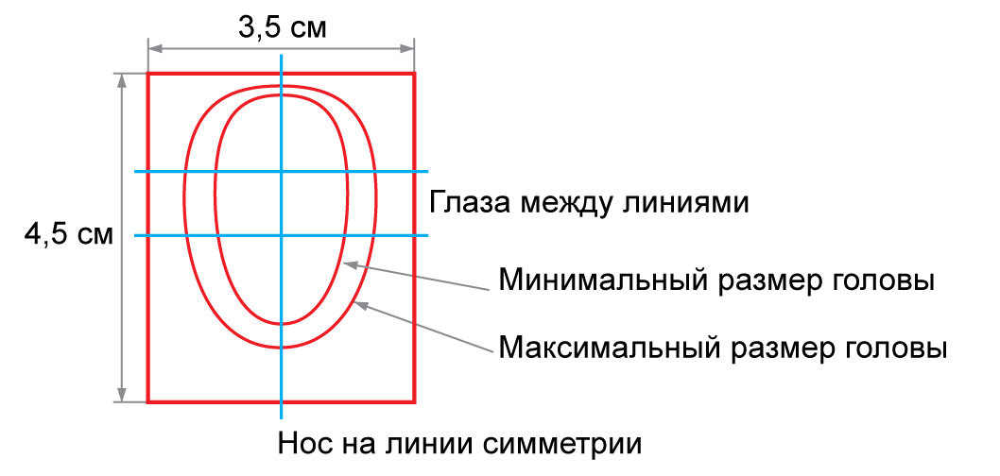 3,5 см
Глаза между линиями
4,5 см
Минимальный размер головы
Максимальный размер головы
Нос на линии симметрии